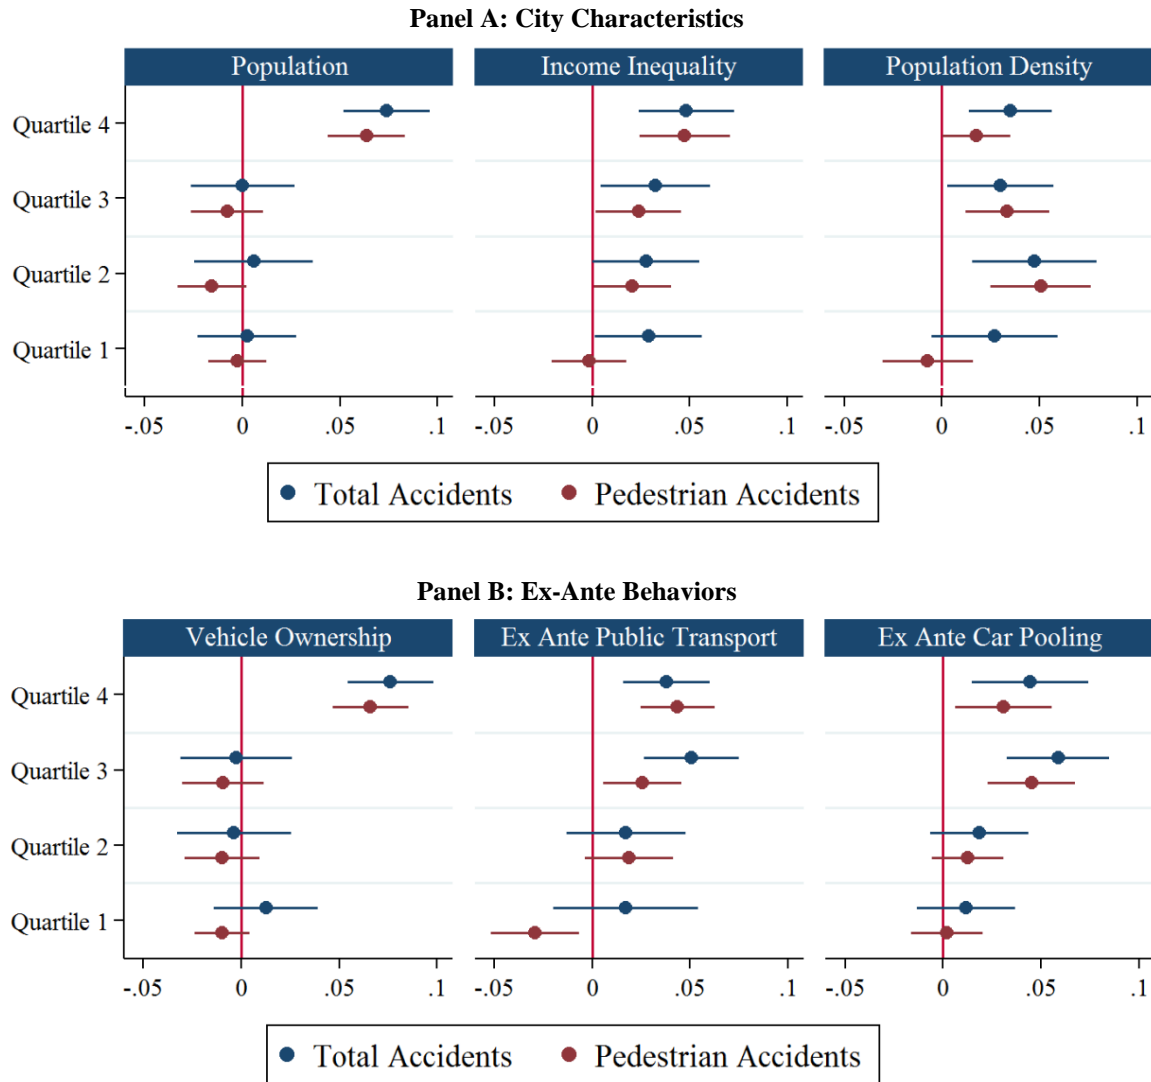 Panel A: City Characteristics
Population Income Inequality Population Density
Quartile 4
Quartile 3
Quartile 2
Quartile 1
-.05 0 .05 .1 -.05 0 .05 .1 -.05 0 .05 .1
Total Accidents Pedestrian Accidents
Panel B: Ex-Ante Behaviors
Vehicle Ownership Ex Ante Public Transport Ex Ante Car Pooling
Quartile 4
Quartile 3
Quartile 2
Quartile 1
-.05 0 .05 .1 -.05 0 .05 .1 -.05 0 .05 .1
Total Accidents Pedestrian Accidents